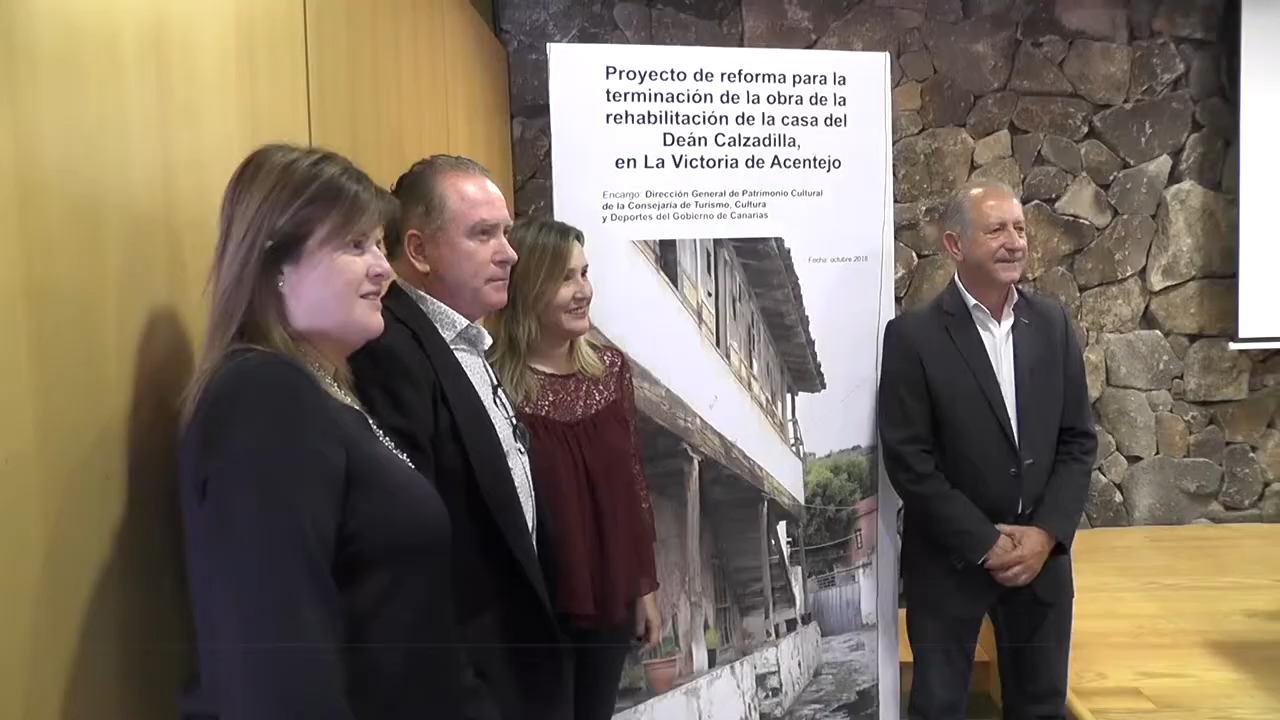 Proyecto de reforma para la
terminación de la obra de la
rehabilitación de la casa del
Deán Calzadilla,
en La Victoria de Acentejo
Encargo: Dirección General de Patrimonio Cultural
de la Consejaría de Turismo, Cultura
y Deportes del Gobierno de Canarias
Fecha: octubre 2018